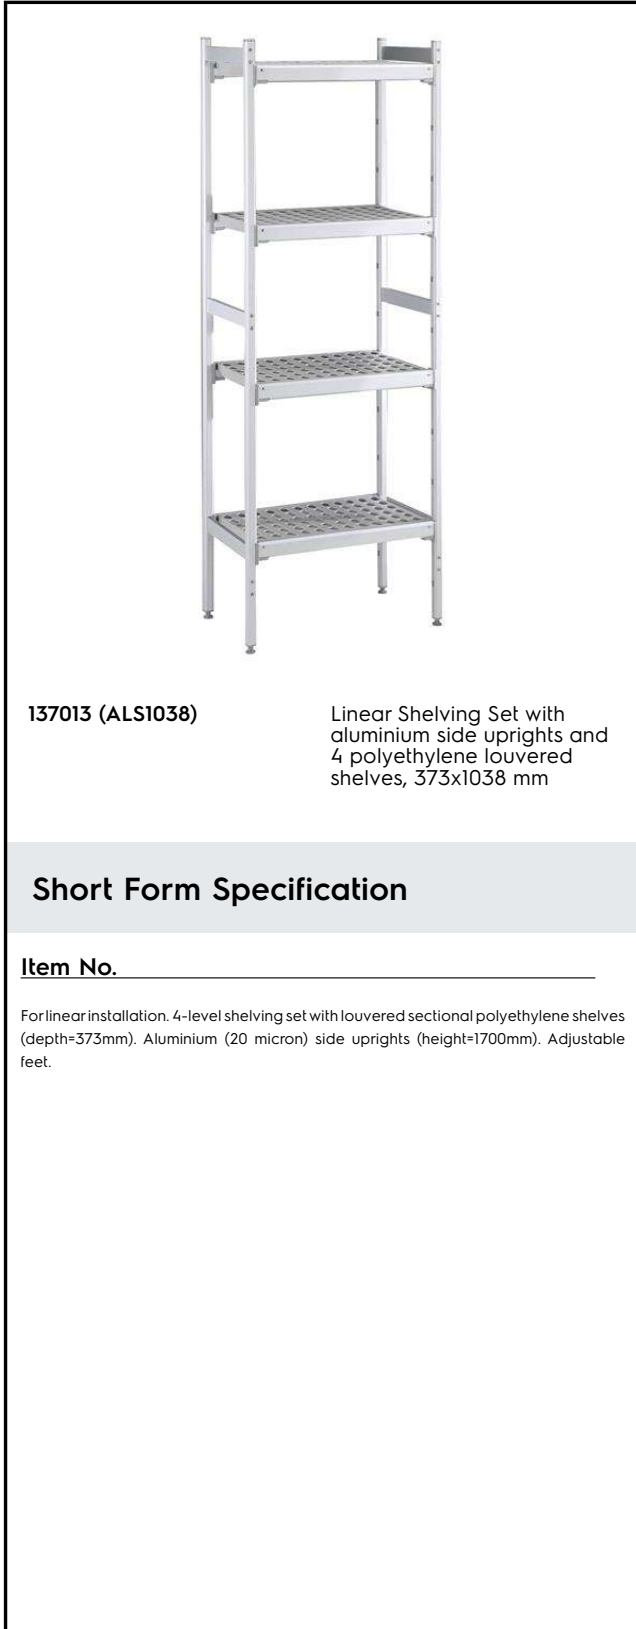 137013 (ALS1038)
Linear Shelving Set with
aluminium side uprights and
4 polyethylene louvered
shelves, 373x1038 mm
Short Form Specification
Item No.
For linear installation. 4-level shelving set with louvered sectional polyethylene shelves
(depth=373mm). Aluminium (20 micron) side uprights (height=1700mm). Adjustable
feet.